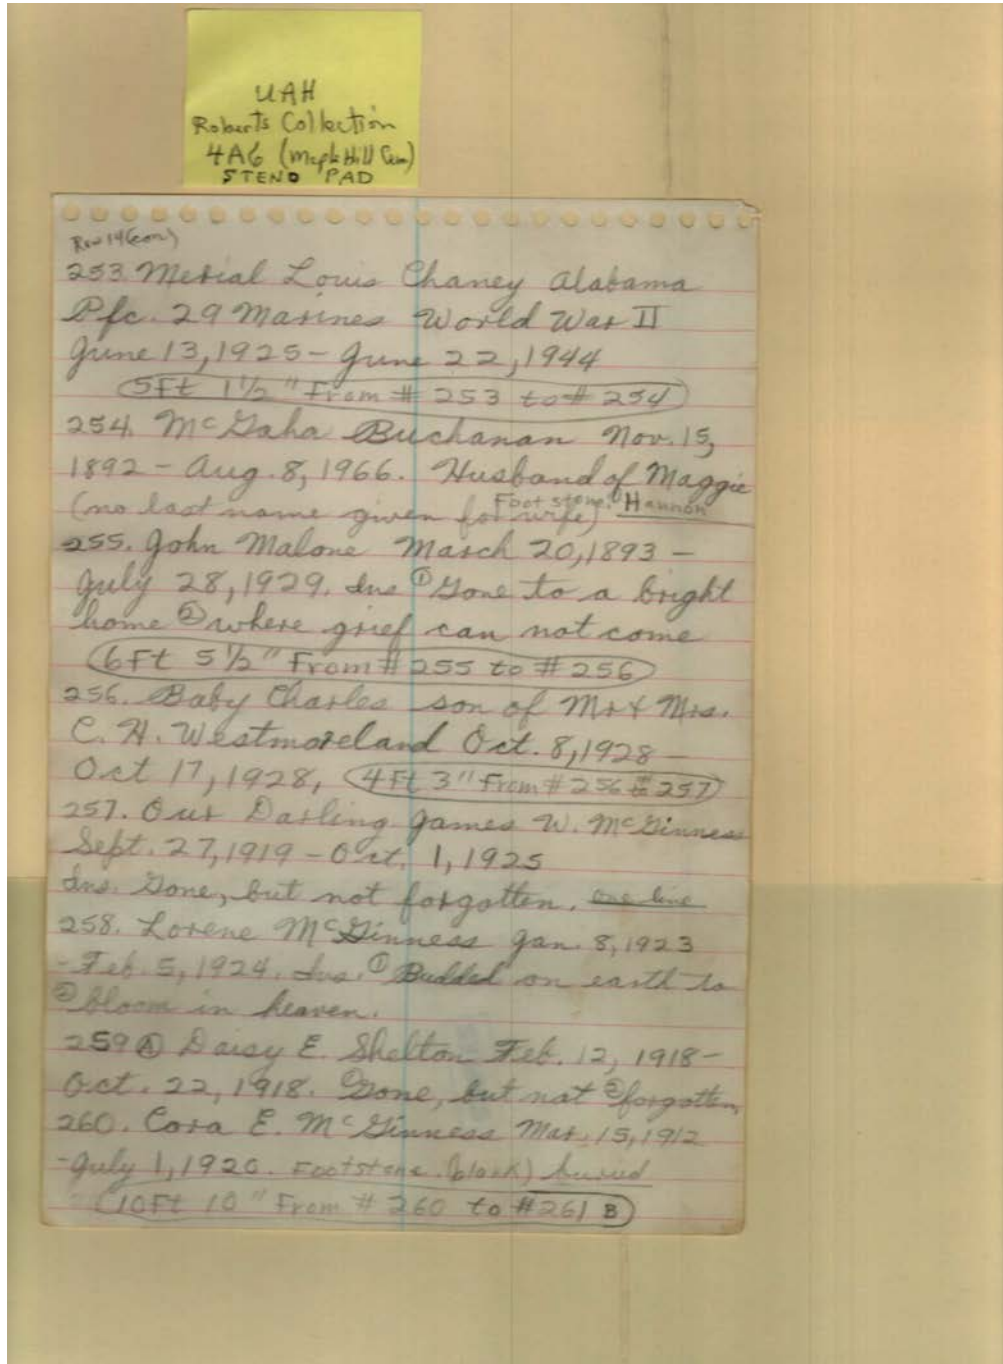 UAH
Roberts Collection
4A6 (Maple Hill Cem)
STENO PAD
Row 14 (con)
253. Merial Louis Chaney Alabama
Pfc. 29 Marines World War II
June 13, 1925 - June 22, 1944
5Ft 1½" From # 253 to # 254
254. McGaha Buchanan Nov. 15,
1892 - Aug. 8, 1966. Husband of Maggie
(no last name given for wife) Foot stone: Hannon
255. John Malone March 20, 1893 -
July 28, 1929. Ins ① Gone to a bright
home ② where grief can not come
6Ft 5½" From # 255 to # 256
256. Baby Charles son of Mr & Mrs.
C. H. Westmoreland Oct. 8, 1928 -
Oct 17, 1928, 4Ft 3" From # 256 to 257
257. Our Darling James W. McGinness
Sept. 27, 1919 - Oct. 1, 1925
Ins. Gone, but not forgotten. one line
258. Lorene McGinness Jan. 8, 1923
- Feb. 5, 1924. Ins. ① Budded on earth to
② bloom in heaven.
259 Ⓐ Daisy E. Shelton Feb. 12, 1918 -
Oct. 22, 1918. ① Gone, but not ② forgotten
260. Cora E. McGinness Mar. 15, 1912
- July 1, 1920. Footstone (blank) buried
10Ft 10" From # 260 to # 261 B